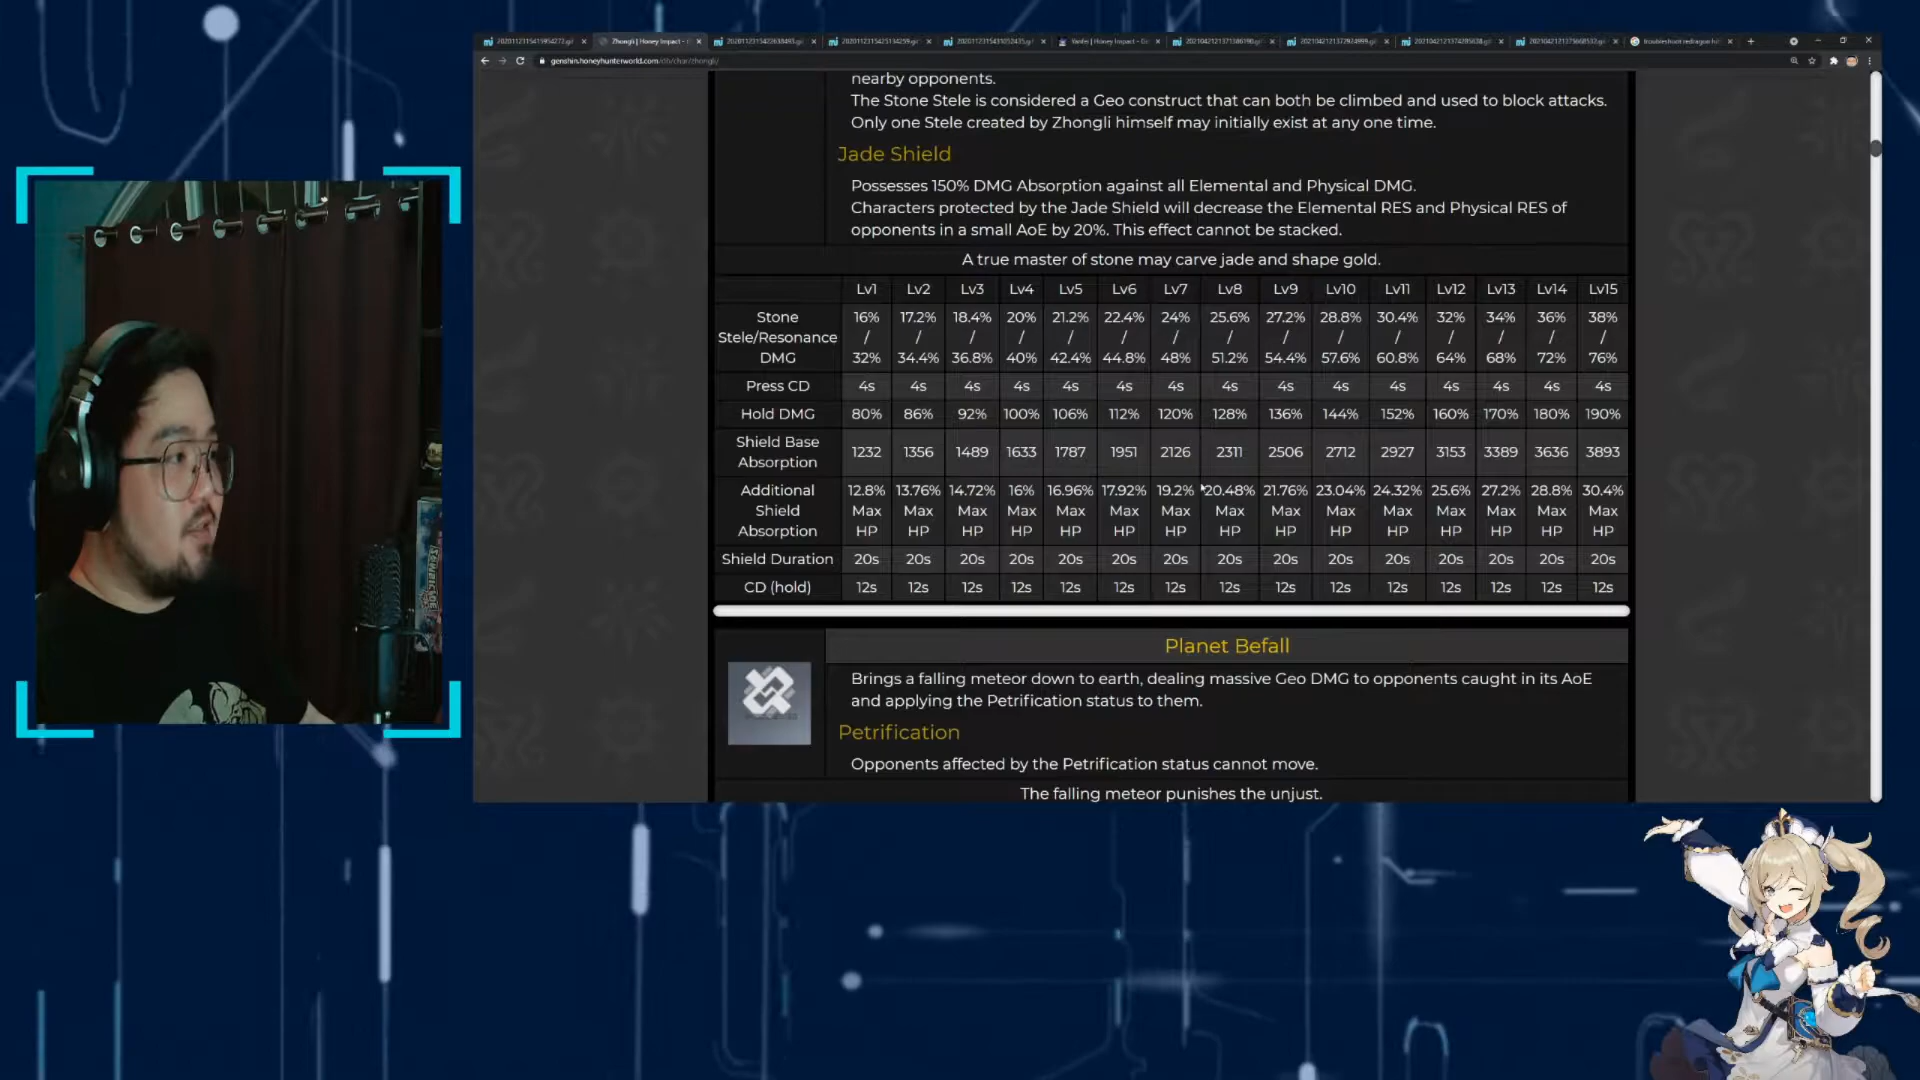 20201123154159542?2.gif
Zhongli | Honey Impact
Yanfei | Honey Impact
troubleshoot redragon
genshin.honeyhunterworld.com/db/char/zhongli/
nearby opponents.
The Stone Stele is considered a Geo construct that can both be climbed and used to block attacks.
Only one Stele created by Zhongli himself may initially exist at any one time.
Jade Shield
Possesses 150% DMG Absorption against all Elemental and Physical DMG.
Characters protected by the Jade Shield will decrease the Elemental RES and Physical RES of
opponents in a small AoE by 20%. This effect cannot be stacked.
A true master of stone may carve jade and shape gold.
Lv1 Lv2 Lv3 Lv4 Lv5 Lv6 Lv7 Lv8 Lv9 Lv10 Lv11 Lv12 Lv13 Lv14 Lv15
Stone 16% 17.2% 18.4% 20% 21.2% 22.4% 24% 25.6% 27.2% 28.8% 30.4% 32% 34% 36% 38%
Stele/Resonance / / / / / / / / / / / / / / /
DMG 32% 34.4% 36.8% 40% 42.4% 44.8% 48% 51.2% 54.4% 57.6% 60.8% 64% 68% 72% 76%
Press CD 4s 4s 4s 4s 4s 4s 4s 4s 4s 4s 4s 4s 4s 4s 4s
Hold DMG 80% 86% 92% 100% 106% 112% 120% 128% 136% 144% 152% 160% 170% 180% 190%
Shield Base
Absorption 1232 1356 1489 1633 1787 1951 2126 2311 2506 2712 2927 3153 3389 3636 3893
Additional 12.8% 13.76% 14.72% 16% 16.96% 17.92% 19.2% 20.48% 21.76% 23.04% 24.32% 25.6% 27.2% 28.8% 30.4%
Shield Max Max Max Max Max Max Max Max Max Max Max Max Max Max Max
Absorption HP HP HP HP HP HP HP HP HP HP HP HP HP HP HP
Shield Duration 20s 20s 20s 20s 20s 20s 20s 20s 20s 20s 20s 20s 20s 20s 20s
CD (hold) 12s 12s 12s 12s 12s 12s 12s 12s 12s 12s 12s 12s 12s 12s 12s
Planet Befall
Brings a falling meteor down to earth, dealing massive Geo DMG to opponents caught in its AoE
and applying the Petrification status to them.
Petrification
Opponents affected by the Petrification status cannot move.
The falling meteor punishes the unjust.